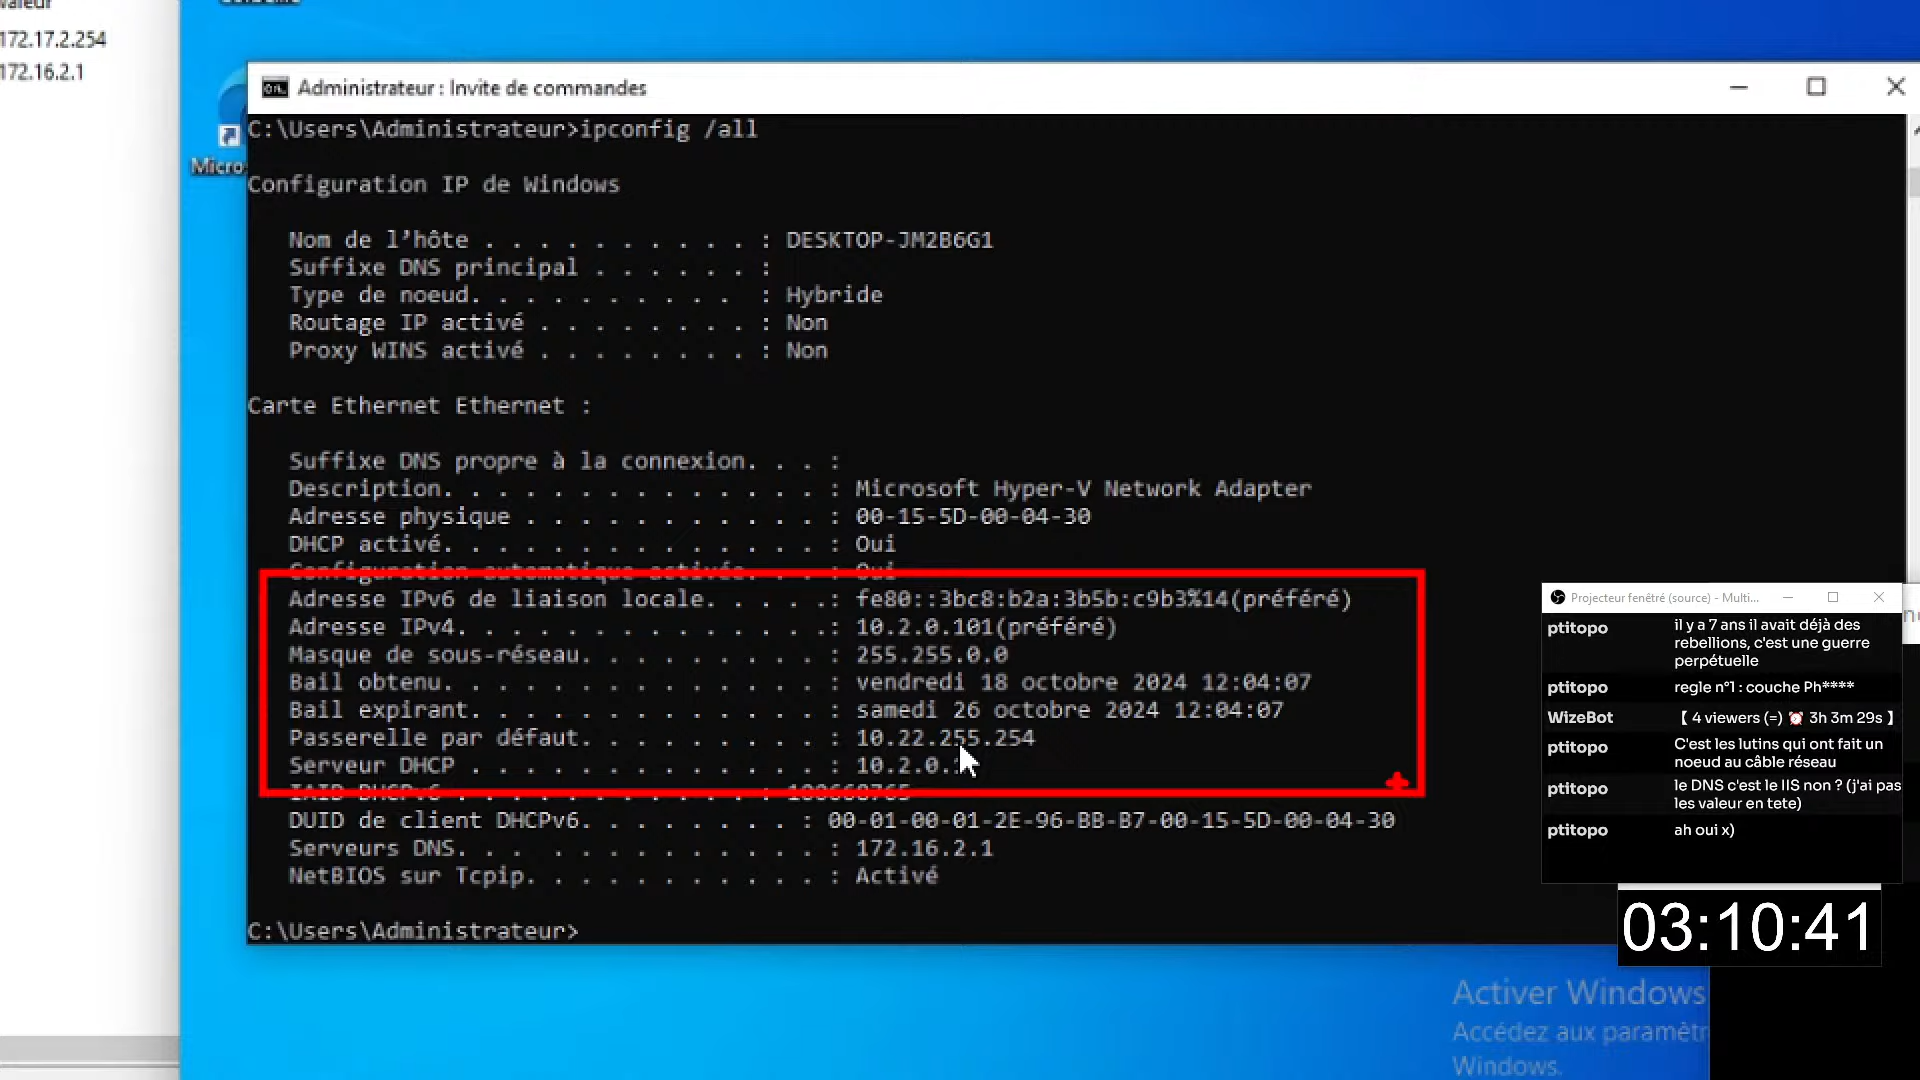 172.17.2.254
172.16.2.1
Administrateur : Invite de commandes
C:\Users\Administrateur>ipconfig /all
Micro
Configuration IP de Windows
Nom de l'hôte . . . . . . . . . . : DESKTOP-JM2B6G1
Suffixe DNS principal . . . . . . :
Type de noeud. . . . . . . . . . : Hybride
Routage IP activé . . . . . . . . : Non
Proxy WINS activé . . . . . . . . : Non
Carte Ethernet Ethernet :
Suffixe DNS propre à la connexion. . . :
Description. . . . . . . . . . . . . . : Microsoft Hyper-V Network Adapter
Adresse physique . . . . . . . . . . . : 00-15-5D-00-04-30
DHCP activé. . . . . . . . . . . . . . : Oui
Configuration automatique activée. . . : Oui
Adresse IPv6 de liaison locale. . . . .: fe80::3bc8:b2a:3b5b:c9b3%14(préféré)
Adresse IPv4. . . . . . . . . . . . . .: 10.2.0.101(préféré)
Masque de sous-réseau. . . . . . . . . : 255.255.0.0
Bail obtenu. . . . . . . . . . . . . . : vendredi 18 octobre 2024 12:04:07
Bail expirant. . . . . . . . . . . . . : samedi 26 octobre 2024 12:04:07
Passerelle par défaut. . . . . . . . . : 10.22.255.254
Serveur DHCP . . . . . . . . . . . . . : 10.2.0.
IAID DHCPv6 . . . . . . . . . . . :
DUID de client DHCPv6. . . . . . . . : 00-01-00-01-2E-96-BB-B7-00-15-5D-00-04-30
Serveurs DNS. . . . . . . . . . . . . : 172.16.2.1
NetBIOS sur Tcpip. . . . . . . . . . . : Activé
C:\Users\Administrateur>
Projecteur fenêtré (source) - Multi...
ptitopo il y a 7 ans il avait déjà des
rebellions, c'est une guerre
perpétuelle
ptitopo regle n°1 : couche Ph****
WizeBot 【 4 viewers (=) ⏰ 3h 3m 29s 】
ptitopo C'est les lutins qui ont fait un
noeud au câble réseau
ptitopo le DNS c'est le IIS non ? (j'ai pas
les valeur en tete)
ptitopo ah oui x)
03:10:41
Activer Windows
Accédez aux paramètr
Windows.